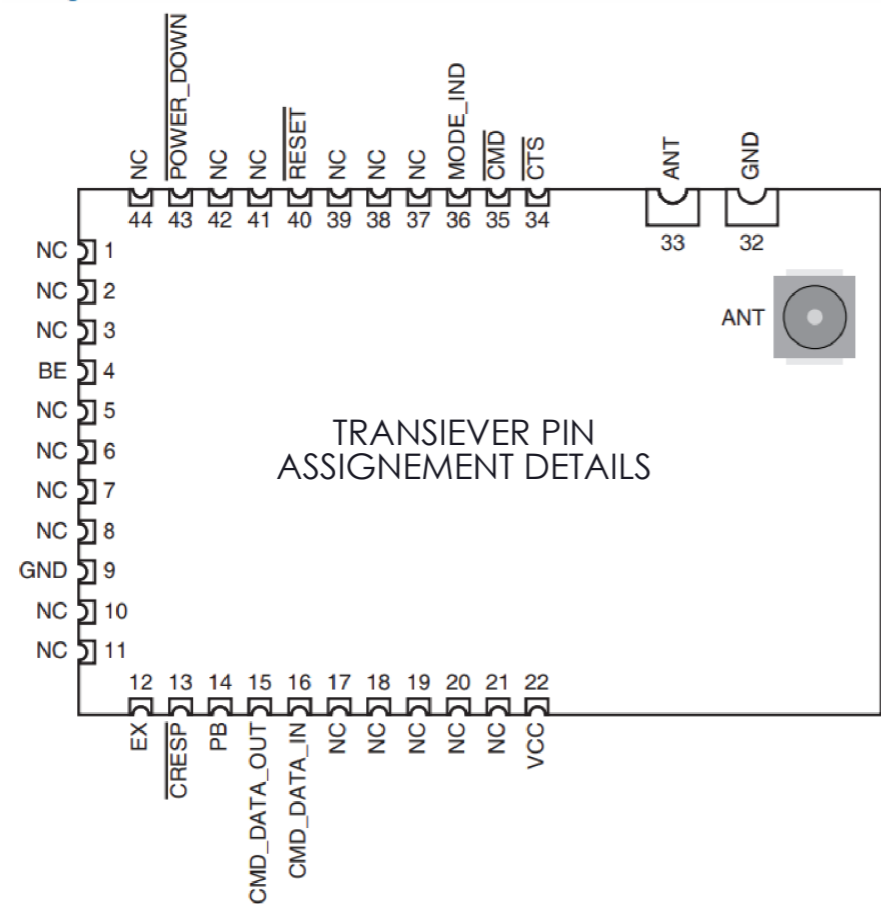 NC
POWER_DOWN
NC
NC
RESET
NC
NC
NC
MODE_IND
CMD
CTS
ANT
GND
44 43 42 41 40 39 38 37 36 35 34 33 32
NC 1
NC 2
NC 3
BE 4
NC 5
NC 6
NC 7
NC 8
GND 9
NC 10
NC 11
ANT
TRANSIEVER PIN
ASSIGNEMENT DETAILS
12 13 14 15 16 17 18 19 20 21 22
EX
CRESP
PB
CMD_DATA_OUT
CMD_DATA_IN
NC
NC
NC
NC
NC
VCC